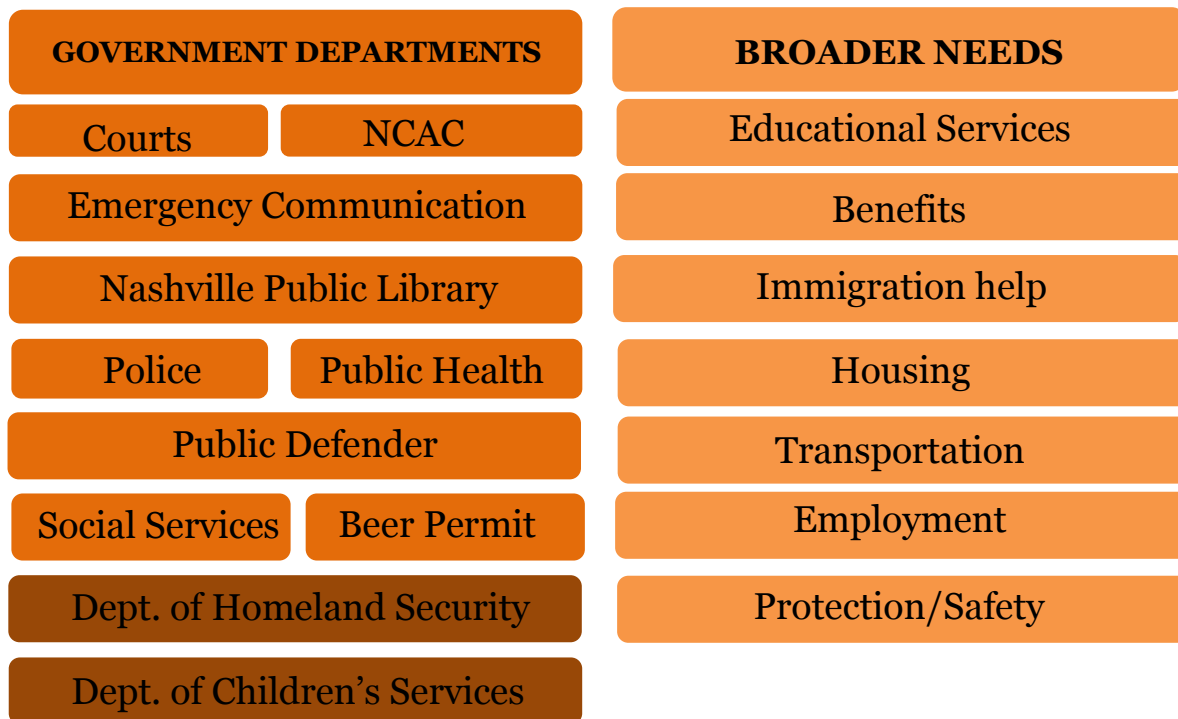 GOVERNMENT DEPARTMENTS
Courts
NCAC
Emergency Communication
Nashville Public Library
Police
Public Health
Public Defender
Social Services
Beer Permit
Dept. of Homeland Security
Dept. of Children’s Services
BROADER NEEDS
Educational Services
Benefits
Immigration help
Housing
Transportation
Employment
Protection/Safety